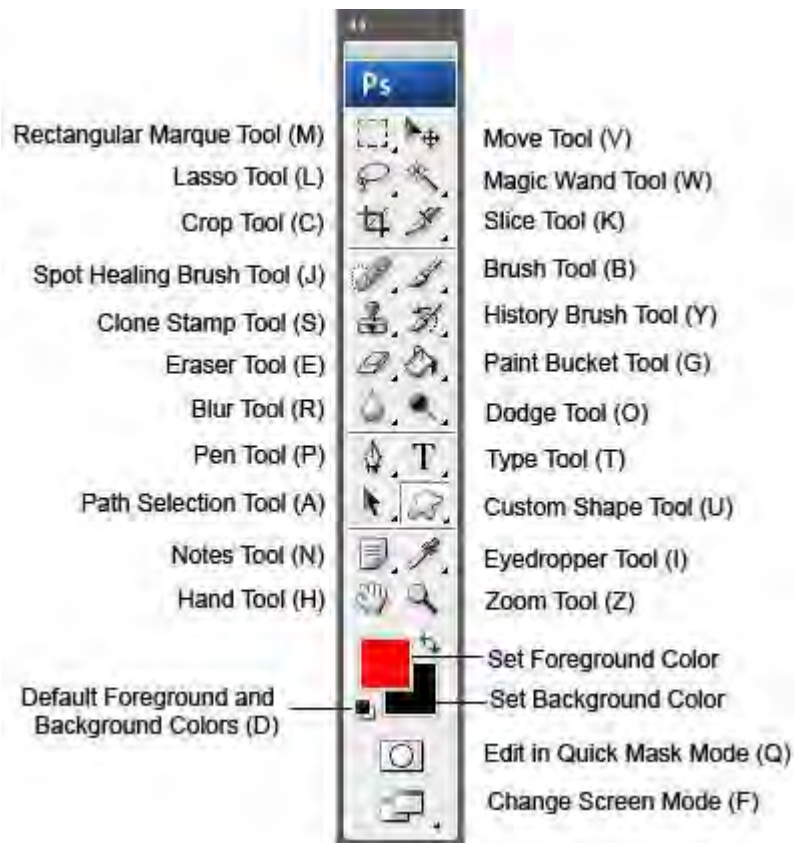 Ps
Rectangular Marque Tool (M)
Move Tool (V)
Lasso Tool (L)
Magic Wand Tool (W)
Crop Tool (C)
Slice Tool (K)
Spot Healing Brush Tool (J)
Brush Tool (B)
Clone Stamp Tool (S)
History Brush Tool (Y)
Eraser Tool (E)
Paint Bucket Tool (G)
Blur Tool (R)
Dodge Tool (O)
Pen Tool (P)
T
Type Tool (T)
Path Selection Tool (A)
Custom Shape Tool (U)
Notes Tool (N)
Eyedropper Tool (I)
Hand Tool (H)
Zoom Tool (Z)
Set Foreground Color
Default Foreground and
Background Colors (D)
Set Background Color
Edit in Quick Mask Mode (Q)
Change Screen Mode (F)